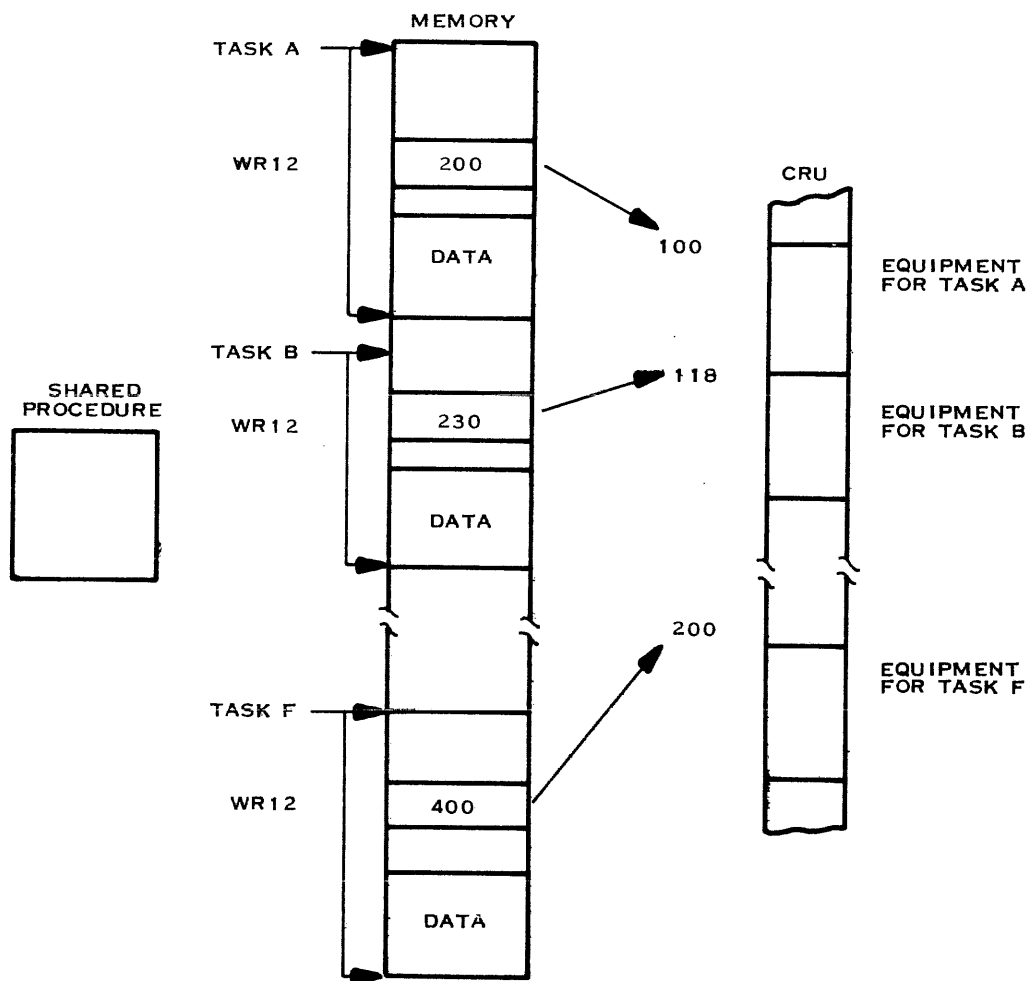 MEMORY
TASK A
WR12
200
CRU
100
DATA
EQUIPMENT
FOR TASK A
TASK B
118
SHARED
PROCEDURE
WR12
230
EQUIPMENT
FOR TASK B
DATA
200
EQUIPMENT
FOR TASK F
TASK F
WR12
400
DATA